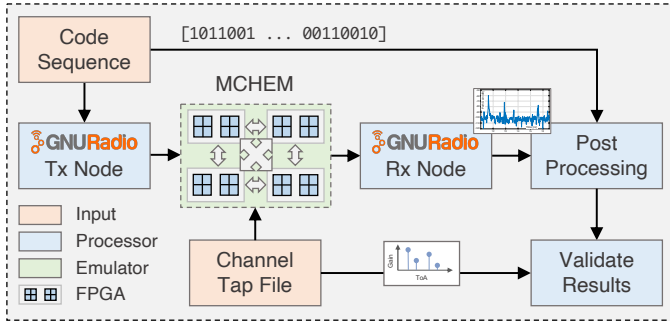 Code
Sequence
[1011001 ... 00110010]
MCHEM
GNURadio
Tx Node
GNURadio
Rx Node
Post
Processing
Input
Processor
Emulator
FPGA
Channel
Tap File
Gain
ToA
Validate
Results